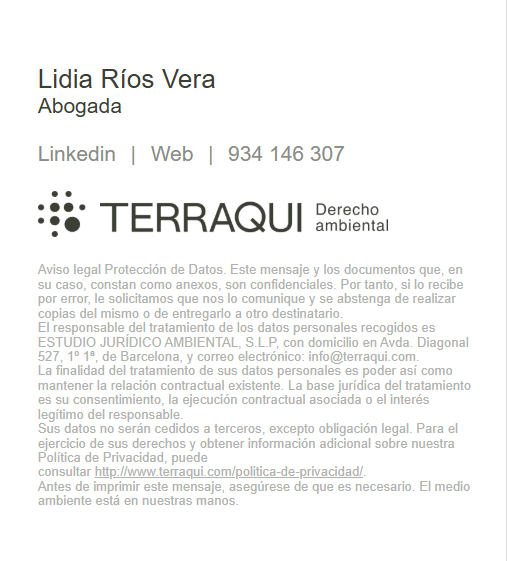 Lidia Ríos Vera
Abogada
Linkedin | Web | 934 146 307
TERRAQUI Derecho
ambiental
Aviso legal Protección de Datos. Este mensaje y los documentos que, en
su caso, constan como anexos, son confidenciales. Por tanto, si lo recibe
por error, le solicitamos que nos lo comunique y se abstenga de realizar
copias del mismo o de entregarlo a otro destinatario.
El responsable del tratamiento de los datos personales recogidos es
ESTUDIO JURÍDICO AMBIENTAL, S.L.P, con domicilio en Avda. Diagonal
527, 1º 1ª, de Barcelona, y correo electrónico: info@terraqui.com.
La finalidad del tratamiento de sus datos personales es poder así como
mantener la relación contractual existente. La base jurídica del tratamiento
es su consentimiento, la ejecución contractual asociada o el interés
legítimo del responsable.
Sus datos no serán cedidos a terceros, excepto obligación legal. Para el
ejercicio de sus derechos y obtener información adicional sobre nuestra
Política de Privacidad, puede
consultar http://www.terraqui.com/politica-de-privacidad/.
Antes de imprimir este mensaje, asegúrese de que es necesario. El medio
ambiente está en nuestras manos.